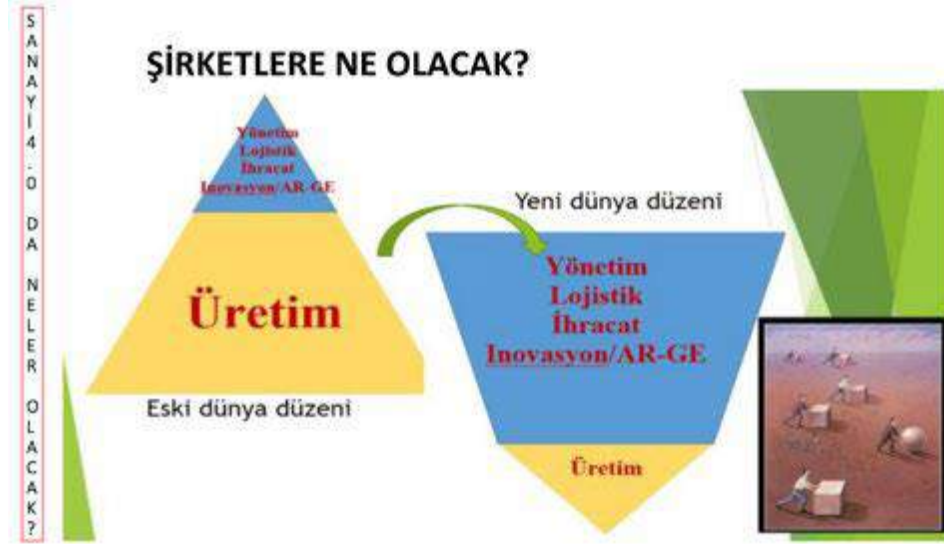 SANAYİ 4.0 DA NELER OLACAK?
ŞİRKETLERE NE OLACAK?
Yönetim
Lojistik
İhracat
Inovasyon/AR-GE
Üretim
Eski dünya düzeni
Yeni dünya düzeni
Yönetim
Lojistik
İhracat
Inovasyon/AR-GE
Üretim